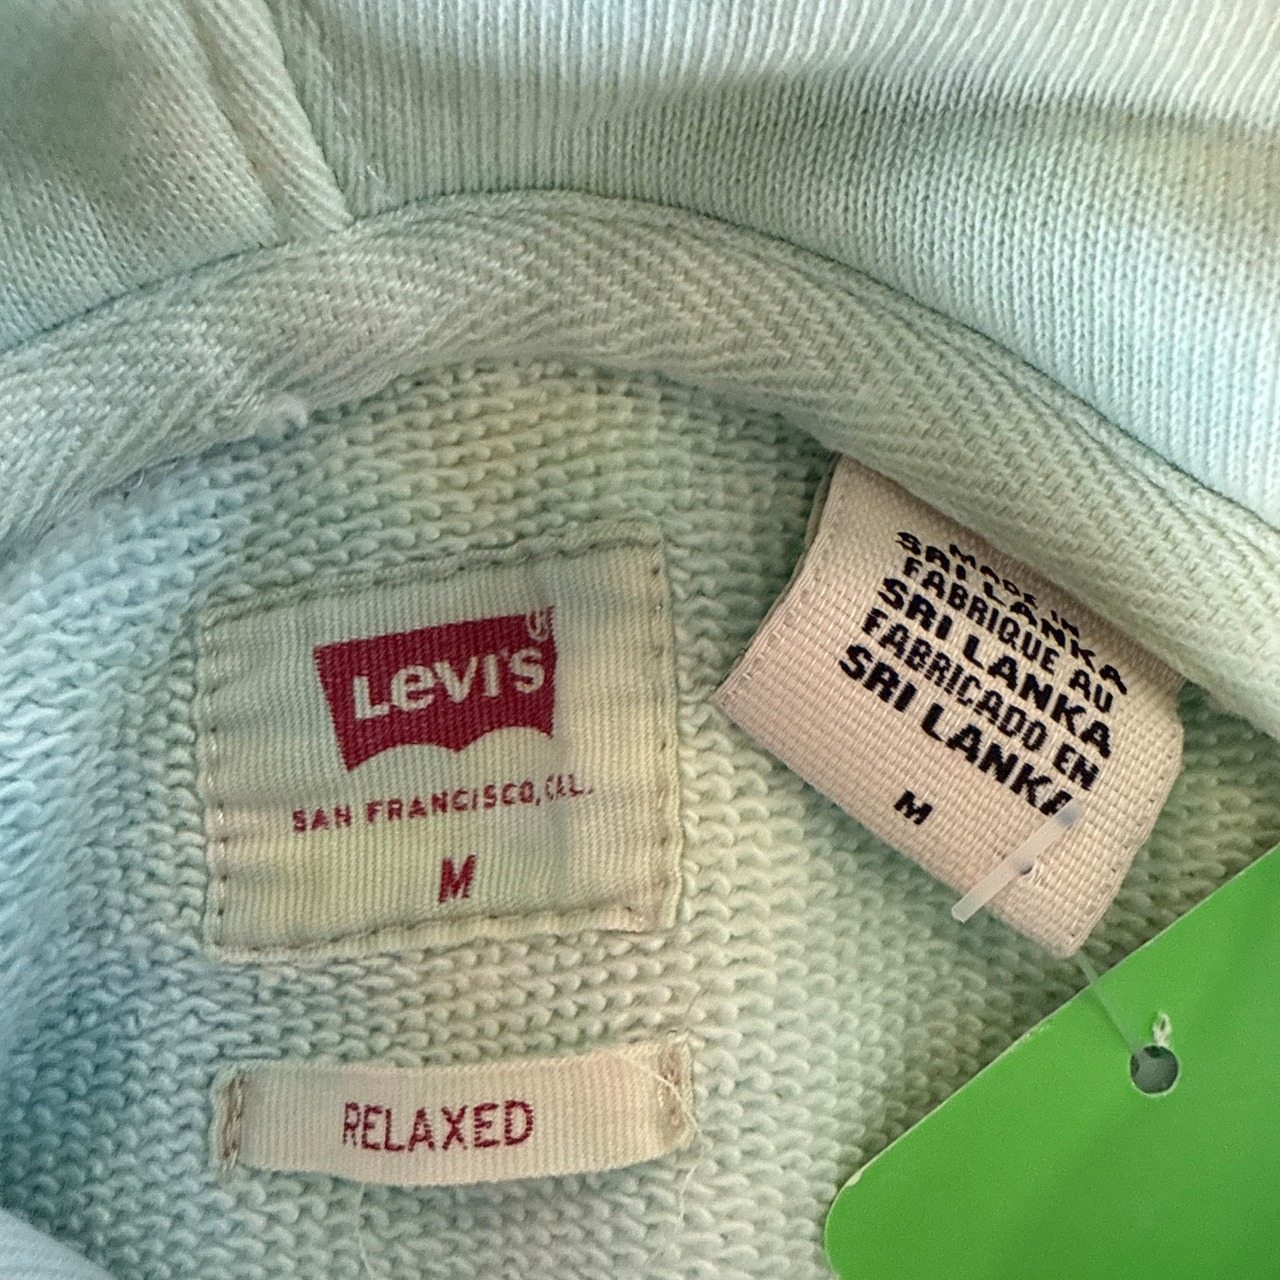 LEVI'S
SAN FRANCISCO, CAL.
M
RELAXED
MADE IN
SRI LANKA
FABRIQUE AU
SRI LANKA
FABRICADO EN
SRI LANKA
M